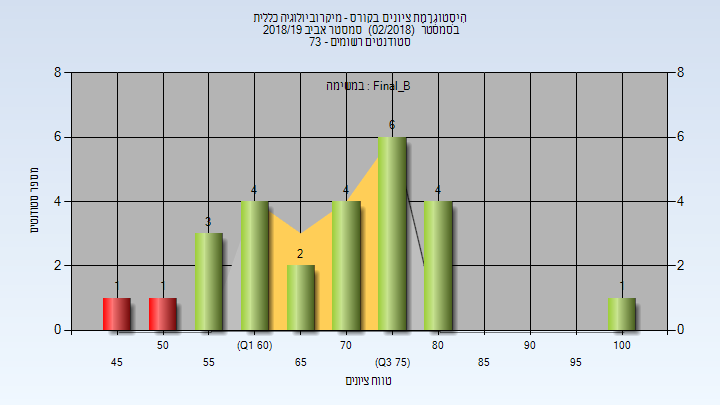 היסטוגרמת ציונים בקורס - מיקרוביולוגיה כללית
בסמסטר (02/2018) סמסטר אביב 2018/19
סטודנטים רשומים - 73
במשימה : Final_B
8 8
6 6
4 4
2 2
0 0
1 1 3 4 2 4 6 4 1
מספר סטודנטים
50 (Q1 60) 70 80 90 100
45 55 65 (Q3 75) 85 95
טווח ציונים